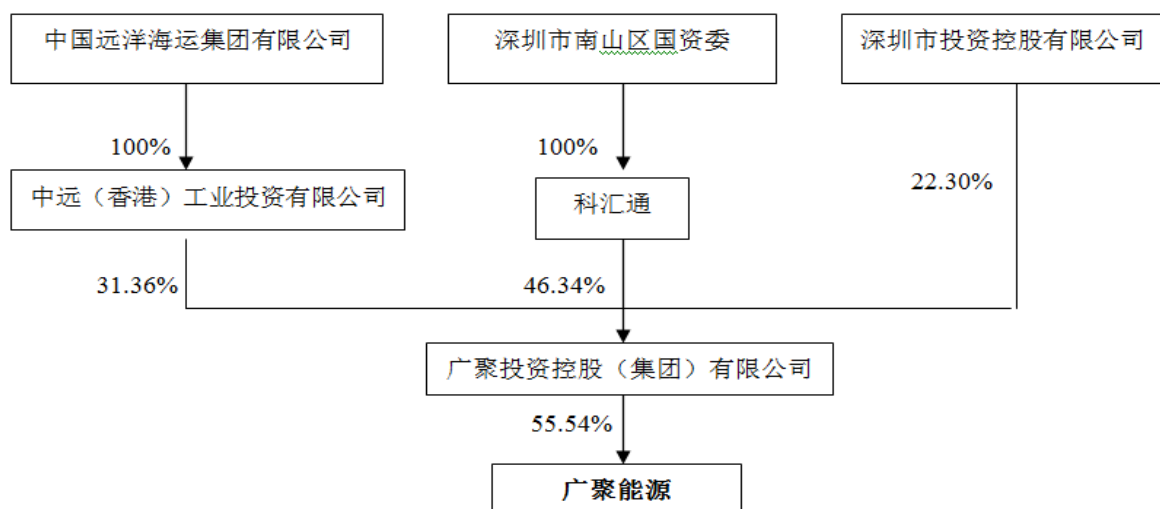 中国远洋海运集团有限公司
深圳市南山区国资委
深圳市投资控股有限公司
100%
100%
22.30%
中远（香港）工业投资有限公司
科汇通
31.36%
46.34%
广聚投资控股（集团）有限公司
55.54%
广聚能源